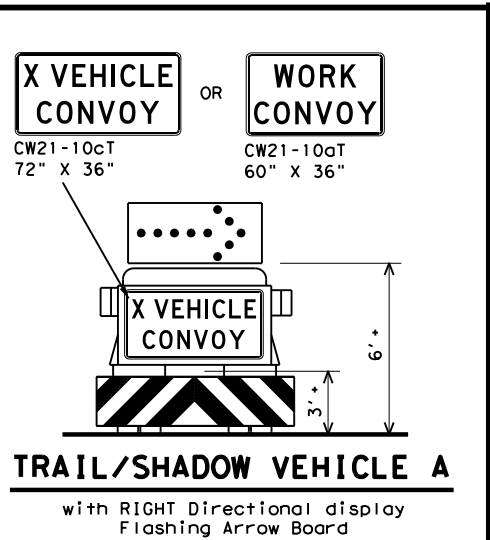 X VEHICLE
CONVOY
OR
WORK
CONVOY
CW21-10cT
72" X 36"
CW21-10aT
60" X 36"
X VEHICLE
CONVOY
6'+
3'+
TRAIL/SHADOW VEHICLE A
with RIGHT Directional display
Flashing Arrow Board